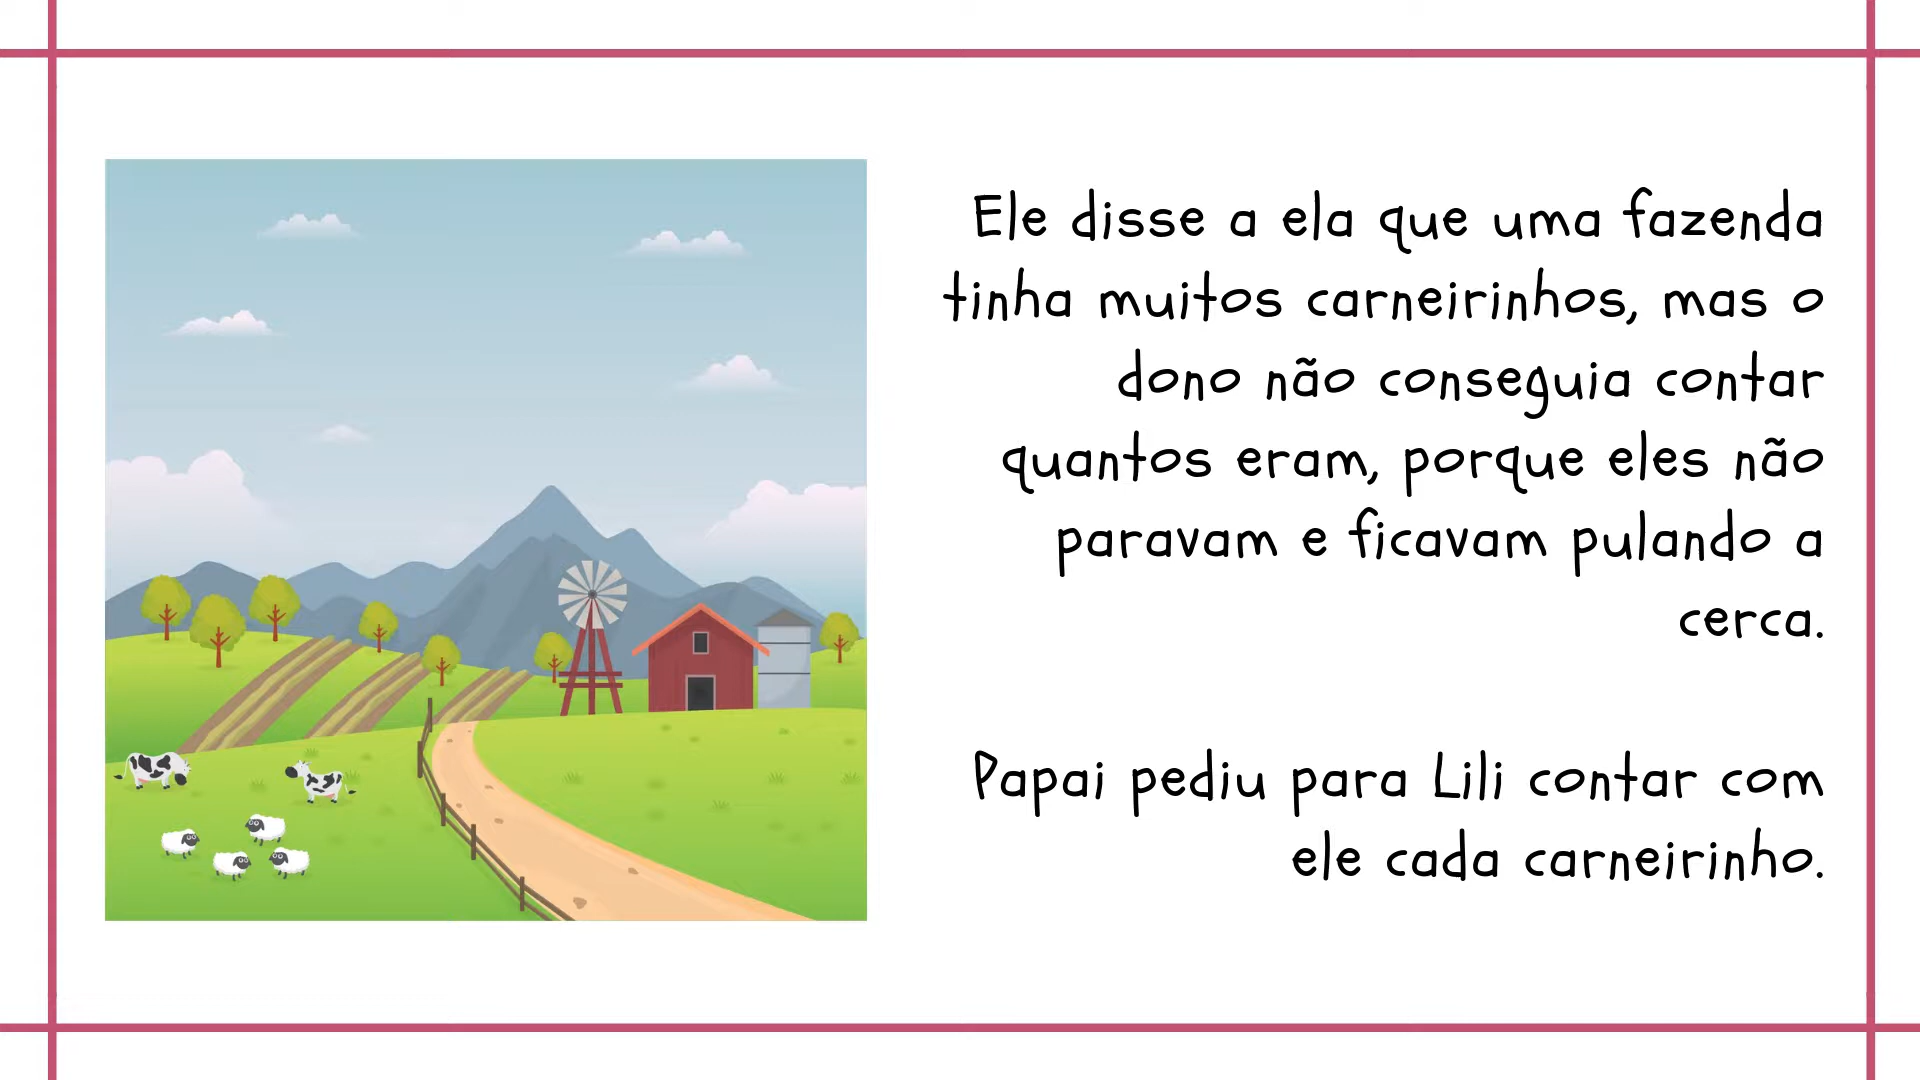 Ele disse a ela que uma fazenda
tinha muitos carneirinhos, mas o
dono não conseguia contar
quantos eram, porque eles não
paravam e ficavam pulando a
cerca.
Papai pediu para Lili contar com
ele cada carneirinho.